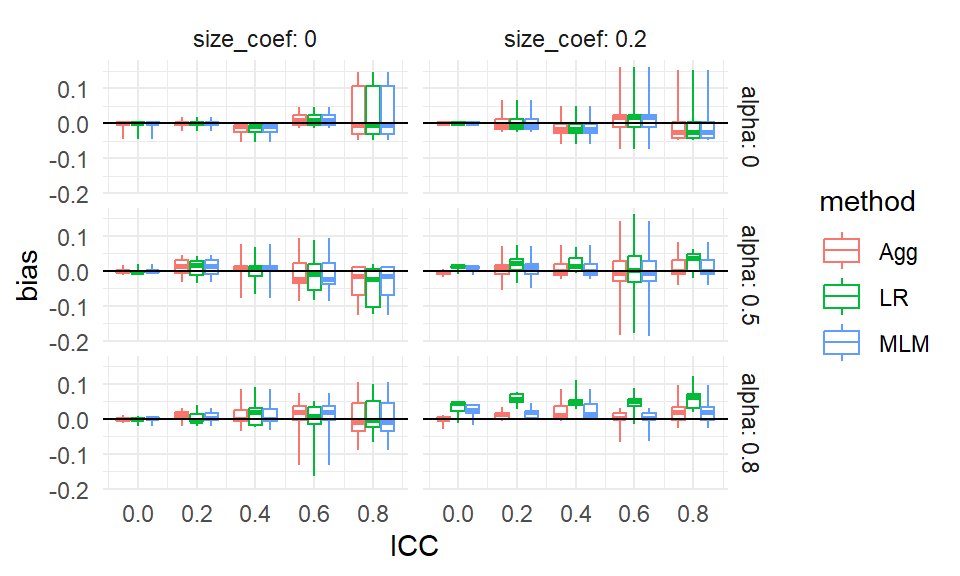 size_coef: 0
size_coef: 0.2
0.1
0.0
-0.1
-0.2
alpha: 0
0.1
0.0
-0.1
-0.2
alpha: 0.5
0.1
0.0
-0.1
-0.2
alpha: 0.8
bias
0.0 0.2 0.4 0.6 0.8
0.0 0.2 0.4 0.6 0.8
ICC
method
Agg
LR
MLM